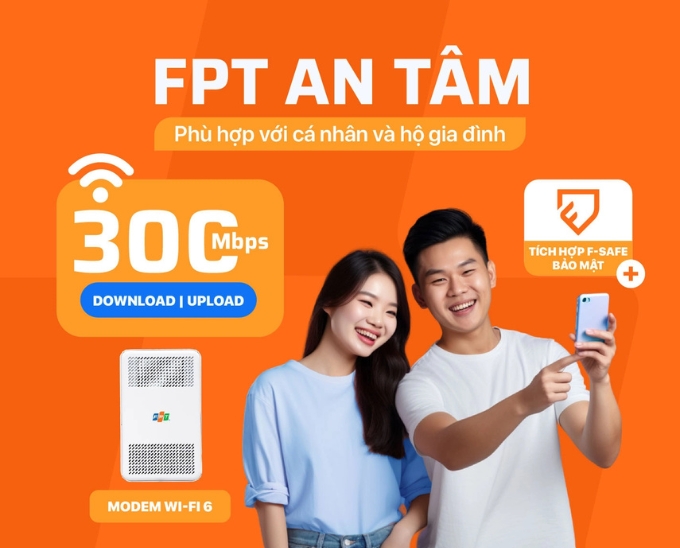 FPT AN TÂM
Phù hợp với cá nhân và hộ gia đình
300 Mbps
DOWNLOAD | UPLOAD
TÍCH HỢP F-SAFE
BẢO MẬT
FPT
MODEM WI-FI 6